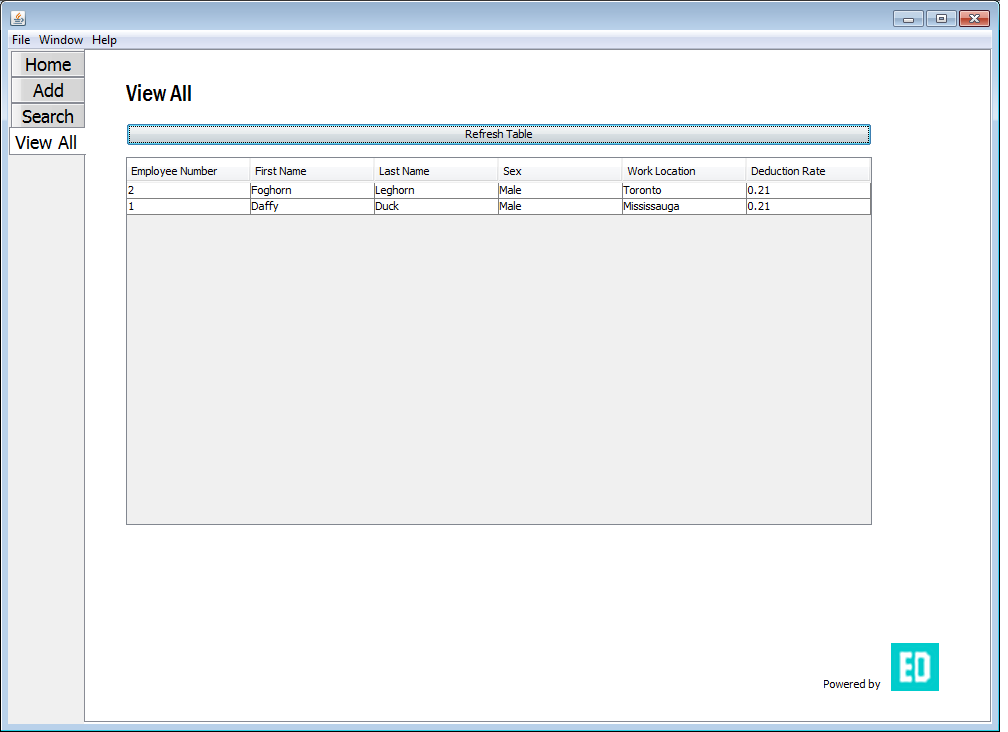 File Window Help
Home
Add
Search
View All
View All
Refresh Table
Employee Number First Name Last Name Sex Work Location Deduction Rate
2 Foghorn Leghorn Male Toronto 0.21
1 Daffy Duck Male Mississauga 0.21
Powered by ED